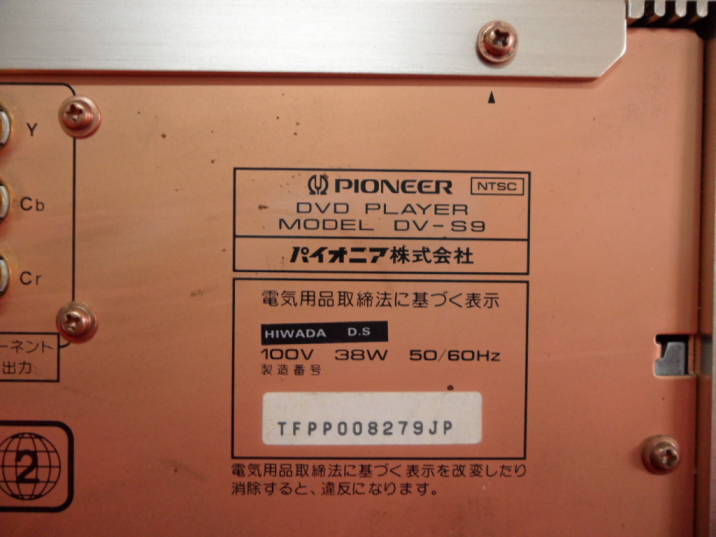 PIONEER NTSC
DVD PLAYER
MODEL DV-S9
パイオニア株式会社
電気用品取締法に基づく表示
HIWADA D.S
100V 38W 50/60Hz
製造番号
TFPP008279JP
電気用品取締法に基づく表示を改変したり
消除すると、違反になります。
Y
Cb
Cr
ーネント
出力
2